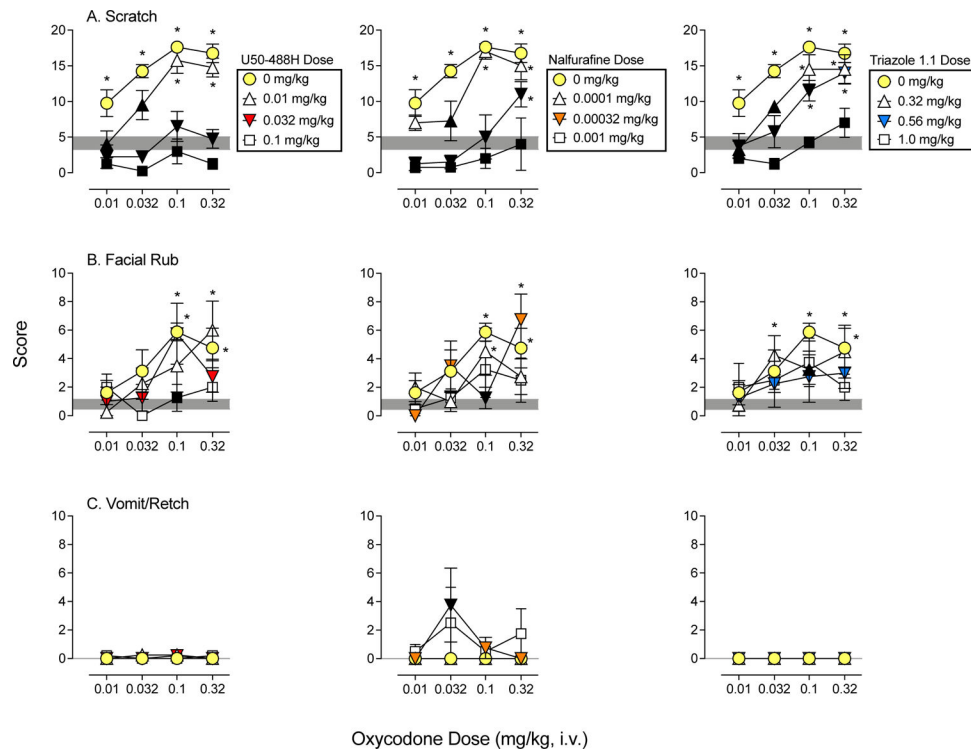 A. Scratch
20
15
10
5
0
0.01 0.032 0.1 0.32
* * * * * *
U50-488H Dose
0 mg/kg
0.01 mg/kg
0.032 mg/kg
0.1 mg/kg
20
15
10
5
0
0.01 0.032 0.1 0.32
* * * * * * *
Nalfurafine Dose
0 mg/kg
0.0001 mg/kg
0.00032 mg/kg
0.001 mg/kg
20
15
10
5
0
0.01 0.032 0.1 0.32
* * * * * * * *
Triazole 1.1 Dose
0 mg/kg
0.32 mg/kg
0.56 mg/kg
1.0 mg/kg
B. Facial Rub
10
8
6
4
2
0
0.01 0.032 0.1 0.32
* * * *
10
8
6
4
2
0
0.01 0.032 0.1 0.32
* * * *
10
8
6
4
2
0
0.01 0.032 0.1 0.32
* * * *
Score
C. Vomit/Retch
10
8
6
4
2
0
0.01 0.032 0.1 0.32
10
8
6
4
2
0
0.01 0.032 0.1 0.32
10
8
6
4
2
0
0.01 0.032 0.1 0.32
Oxycodone Dose (mg/kg, i.v.)